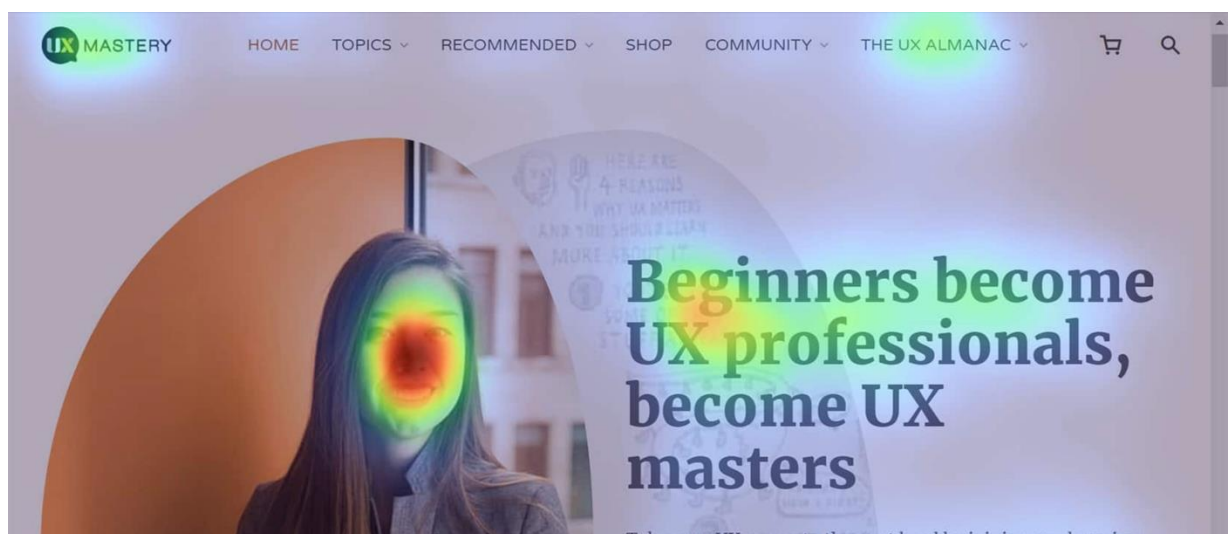 UX MASTERY
HOME TOPICS RECOMMENDED SHOP COMMUNITY THE UX ALMANAC
HERE ARE
4 REASONS
WHY UX MATTERS
AND YOU SHOULD LEARN
MORE ABOUT IT
Beginners become
UX professionals,
become UX
masters